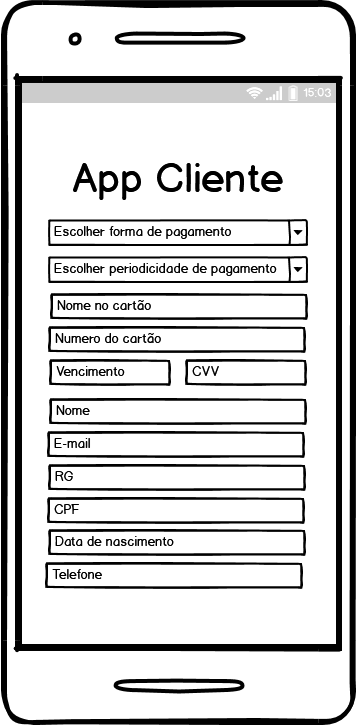 15:03
App Cliente
Escolher forma de pagamento
Escolher periodicidade de pagamento
Nome no cartão
Numero do cartão
Vencimento CVV
Nome
E-mail
RG
CPF
Data de nascimento
Telefone